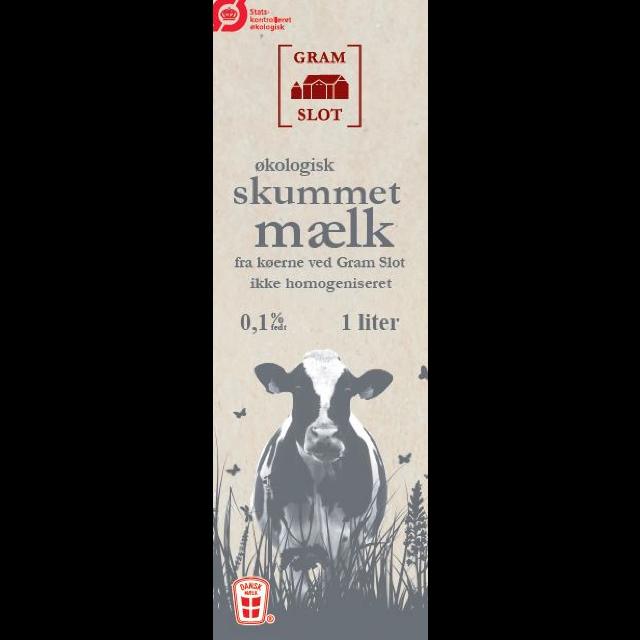 Stats-
kontrolleret
økologisk
GRAM
SLOT
økologisk
skummet
mælk
fra køerne ved Gram Slot
ikke homogeniseret
0,1% fedt 1 liter
DANSK
MÆLK
®